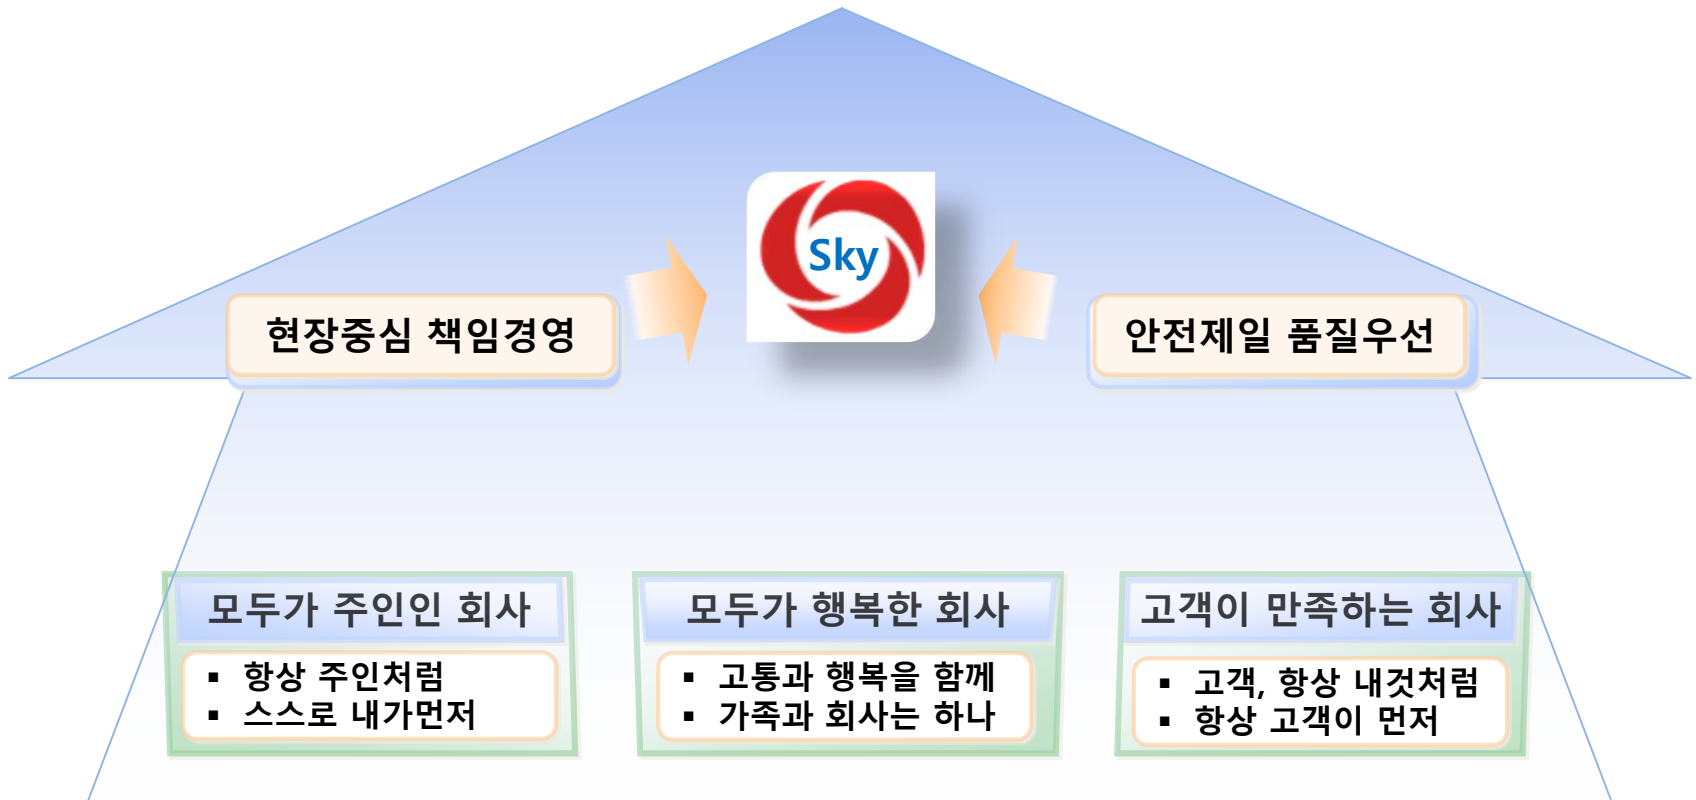 Sky
현장중심 책임경영
안전제일 품질우선
모두가 주인인 회사
▪ 항상 주인처럼
▪ 스스로 내가먼저
모두가 행복한 회사
▪ 고통과 행복을 함께
▪ 가족과 회사는 하나
고객이 만족하는 회사
▪ 고객, 항상 내것처럼
▪ 항상 고객이 먼저